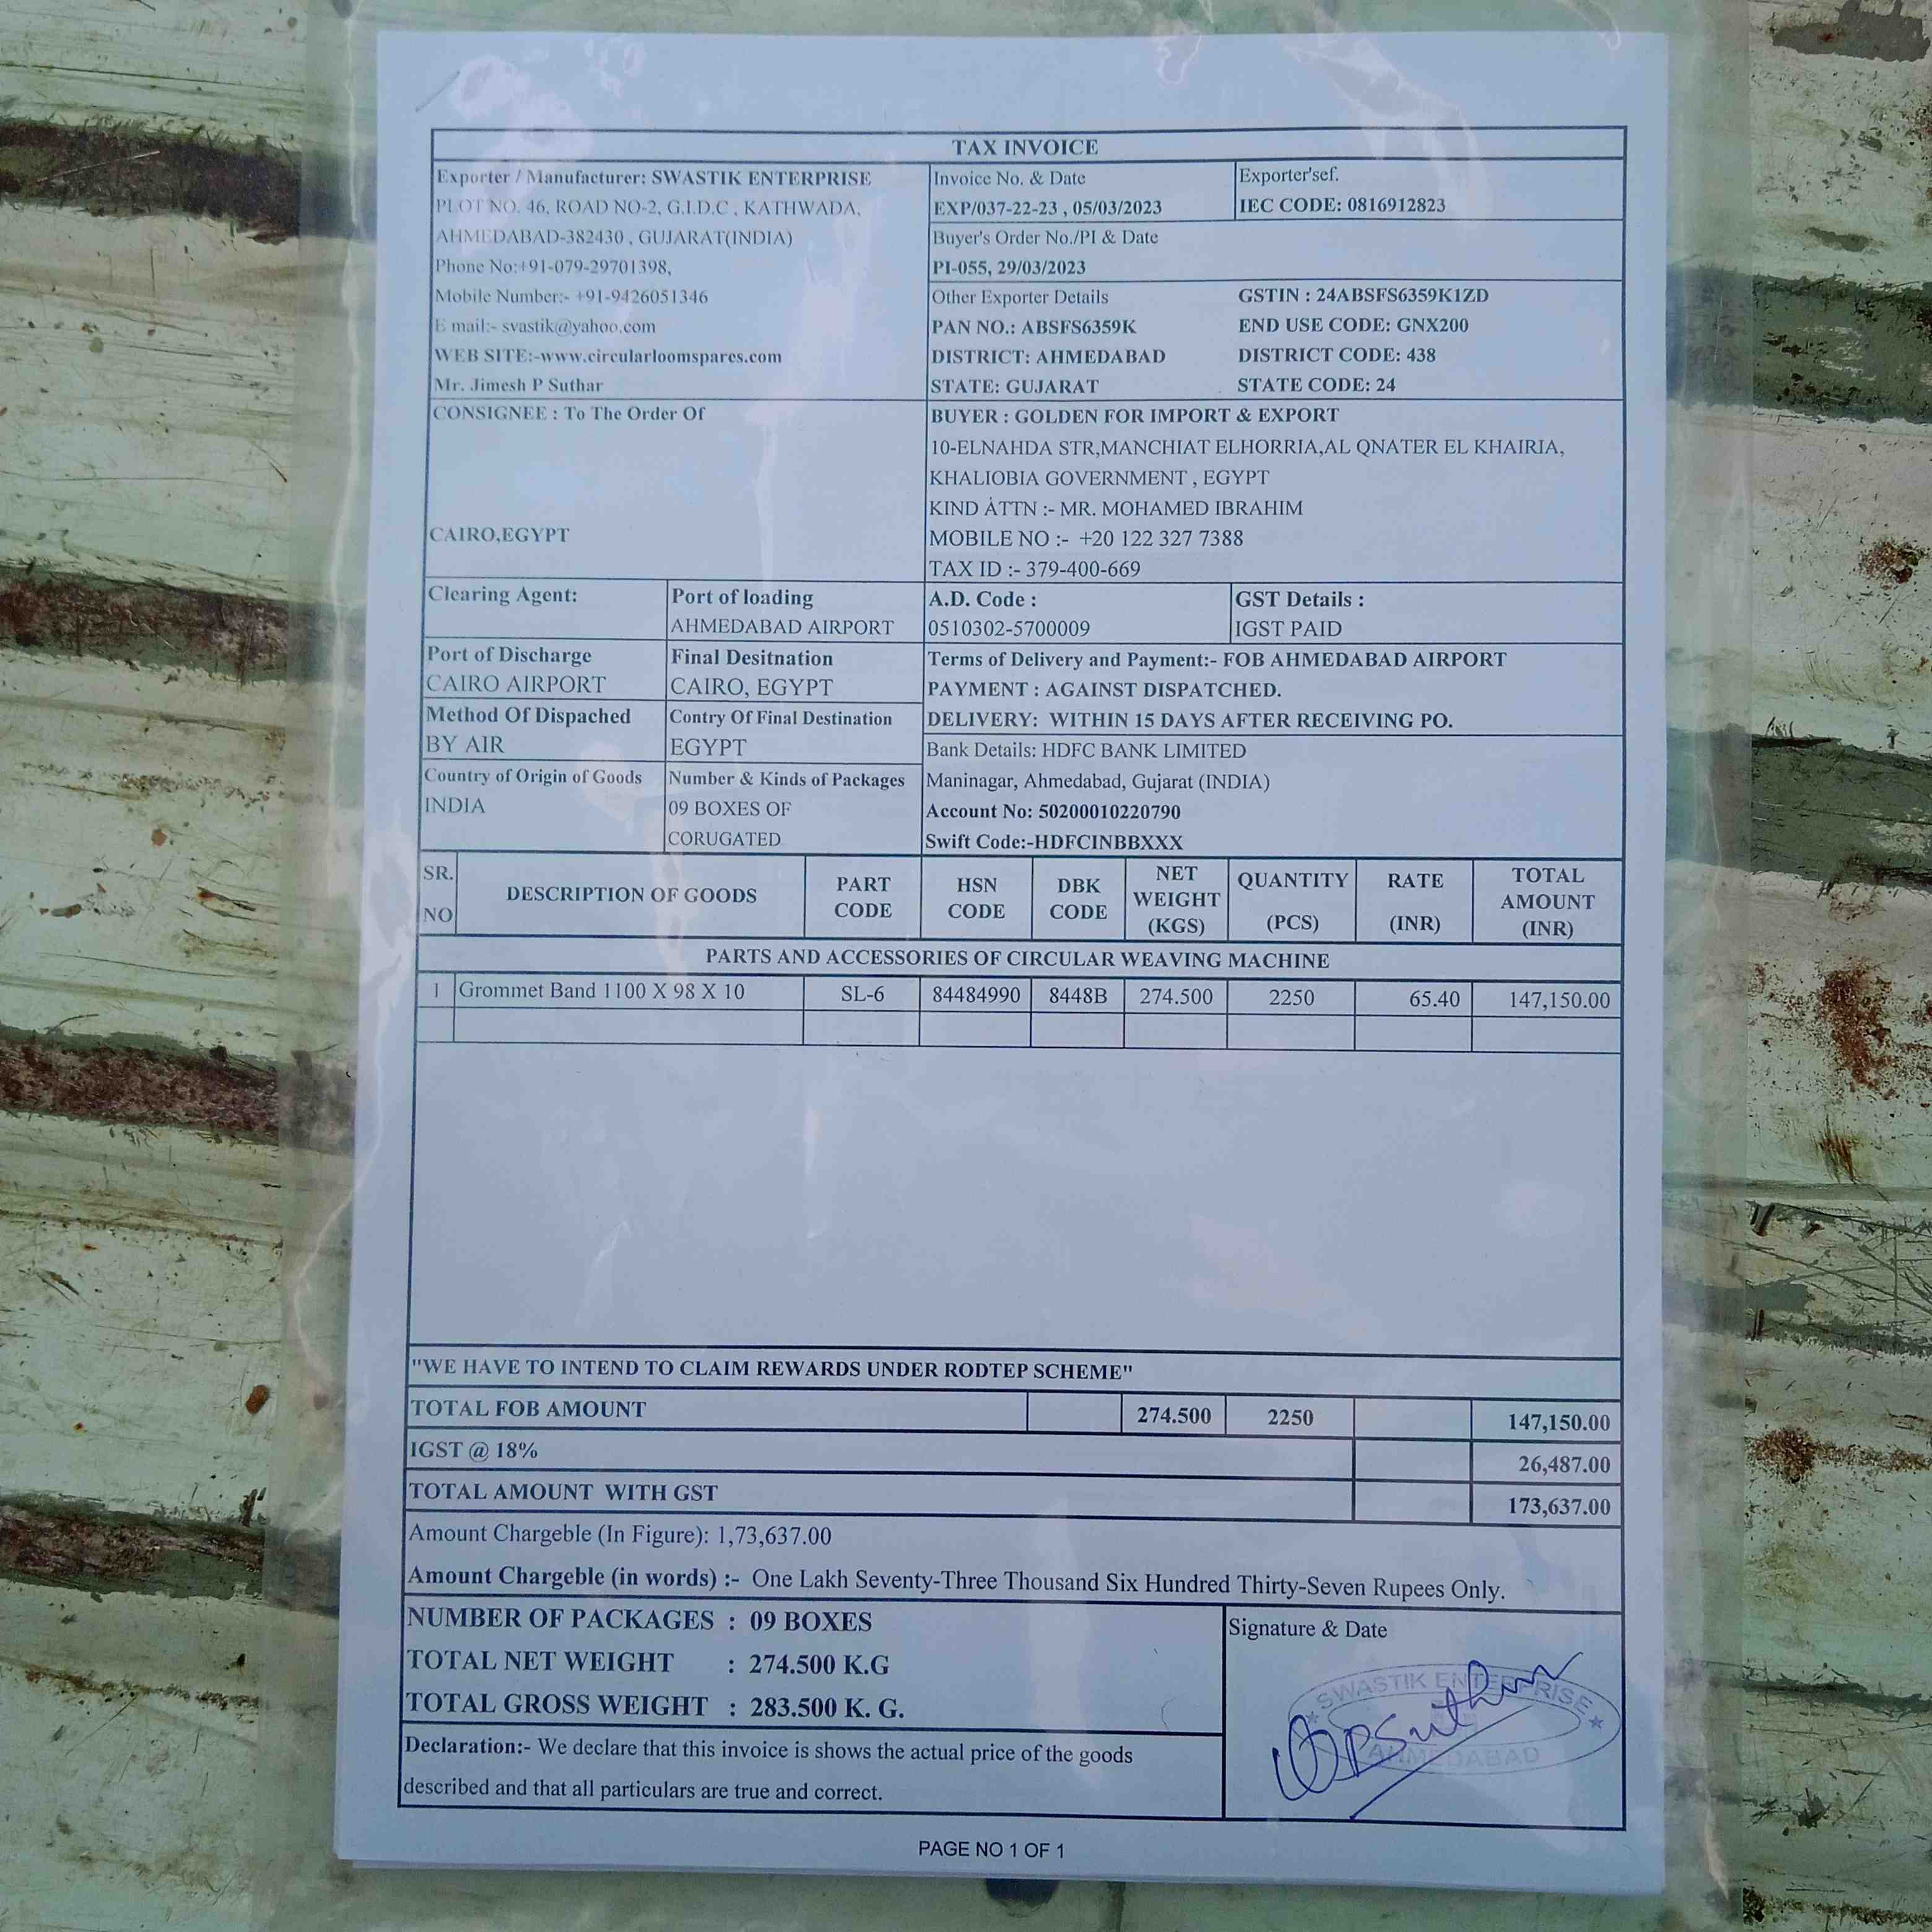 TAX INVOICE
Exporter / Manufacturer: SWASTIK ENTERPRISE
PLOT NO. 46, ROAD NO-2, G.I.D.C , KATHWADA,
AHMEDABAD-382430 , GUJARAT(INDIA)
Phone No:+91-079-29701398,
Mobile Number:- +91-9426051346
E mail:- svastik@yahoo.com
WEB SITE:-www.circularloomspares.com
Mr. Jimesh P Suthar
Invoice No. & Date
EXP/037-22-23 , 05/03/2023
Exporter'sef.
IEC CODE: 0816912823
Buyer's Order No./PI & Date
PI-055, 29/03/2023
Other Exporter Details
GSTIN : 24ABSFS6359K1ZD
PAN NO.: ABSFS6359K
END USE CODE: GNX200
DISTRICT: AHMEDABAD
DISTRICT CODE: 438
STATE: GUJARAT
STATE CODE: 24
CONSIGNEE : To The Order Of
CAIRO,EGYPT
BUYER : GOLDEN FOR IMPORT & EXPORT
10-ELNAHDA STR,MANCHIAT ELHORRIA,AL QNATER EL KHAIRIA,
KHALIOBIA GOVERNMENT , EGYPT
KIND ATTN :- MR. MOHAMED IBRAHIM
MOBILE NO :- +20 122 327 7388
TAX ID :- 379-400-669
Clearing Agent:
Port of loading
AHMEDABAD AIRPORT
A.D. Code :
0510302-5700009
GST Details :
IGST PAID
Port of Discharge
CAIRO AIRPORT
Final Desitnation
CAIRO, EGYPT
Terms of Delivery and Payment:- FOB AHMEDABAD AIRPORT
PAYMENT : AGAINST DISPATCHED.
DELIVERY: WITHIN 15 DAYS AFTER RECEIVING PO.
Method Of Dispached
BY AIR
Contry Of Final Destination
EGYPT
Bank Details: HDFC BANK LIMITED
Maninagar, Ahmedabad, Gujarat (INDIA)
Account No: 50200010220790
Swift Code:-HDFCINBBXXX
Country of Origin of Goods
INDIA
Number & Kinds of Packages
09 BOXES OF
CORUGATED
SR. NO
DESCRIPTION OF GOODS
PART CODE
HSN CODE
DBK CODE
NET WEIGHT (KGS)
QUANTITY (PCS)
RATE (INR)
TOTAL AMOUNT (INR)
PARTS AND ACCESSORIES OF CIRCULAR WEAVING MACHINE
1 Grommet Band 1100 X 98 X 10 SL-6 84484990 8448B 274.500 2250 65.40 147,150.00
"WE HAVE TO INTEND TO CLAIM REWARDS UNDER RODTEP SCHEME"
TOTAL FOB AMOUNT 274.500 2250 147,150.00
IGST @ 18% 26,487.00
TOTAL AMOUNT WITH GST 173,637.00
Amount Chargeble (In Figure): 1,73,637.00
Amount Chargeble (in words) :- One Lakh Seventy-Three Thousand Six Hundred Thirty-Seven Rupees Only.
NUMBER OF PACKAGES : 09 BOXES
TOTAL NET WEIGHT : 274.500 K.G
TOTAL GROSS WEIGHT : 283.500 K. G.
Declaration:- We declare that this invoice is shows the actual price of the goods
described and that all particulars are true and correct.
Signature & Date
SWASTIK ENTERPRISE
AHMEDABAD
PAGE NO 1 OF 1